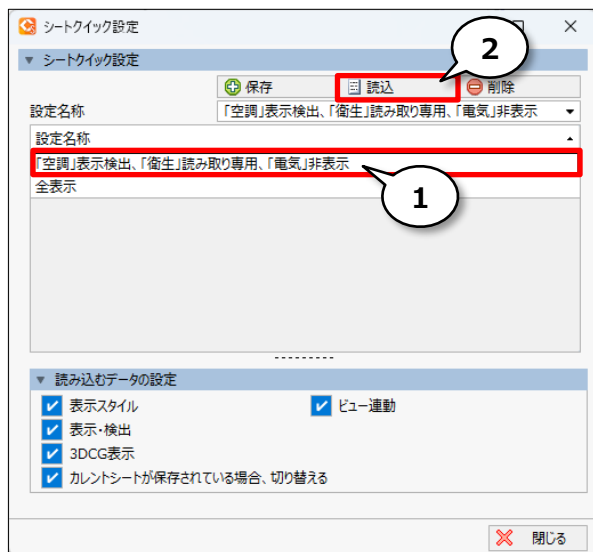 シートクイック設定
シートクイック設定
保存 読込 削除
設定名称 「空調」表示検出、「衛生」読み取り専用、「電気」非表示
設定名称
「空調」表示検出、「衛生」読み取り専用、「電気」非表示
全表示
1
2
読み込むデータの設定
表示スタイル ビュー連動
表示・検出
3DCG表示
カレントシートが保存されている場合、切り替える
閉じる